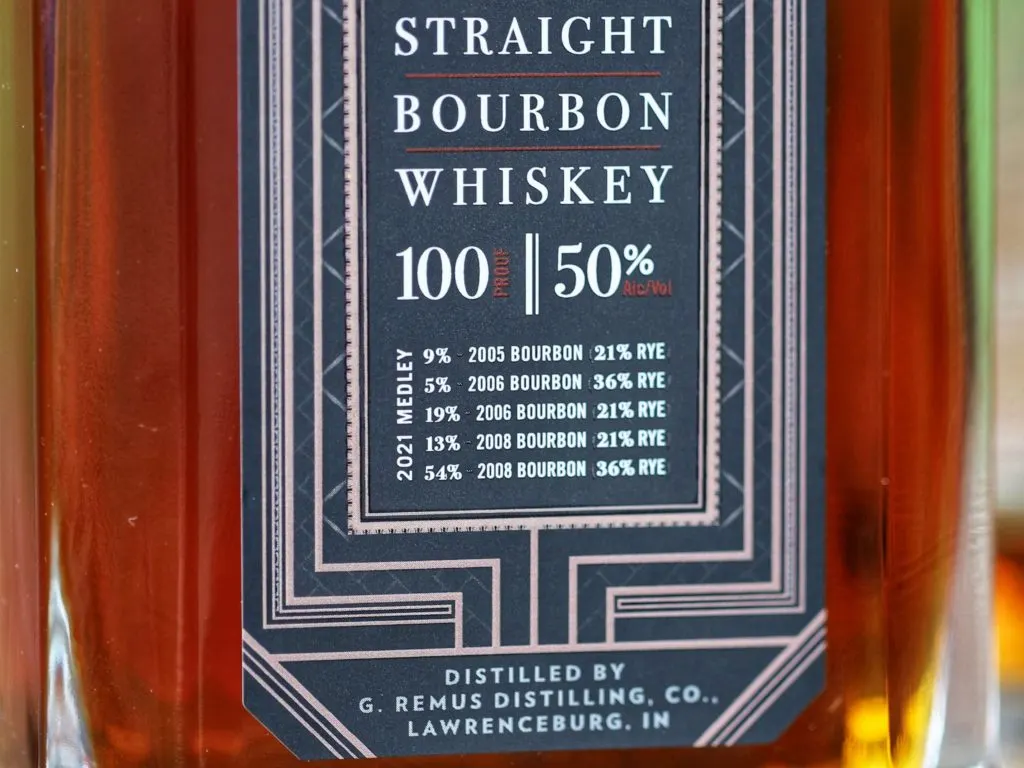 STRAIGHT
BOURBON
WHISKEY
100 PROOF 50% Alc/Vol
2021 MEDLEY
9% - 2005 BOURBON (21% RYE)
5% - 2006 BOURBON (36% RYE)
19% - 2006 BOURBON (21% RYE)
13% - 2008 BOURBON (21% RYE)
54% - 2008 BOURBON (36% RYE)
DISTILLED BY
G. REMUS DISTILLING, CO.,
LAWRENCEBURG, IN